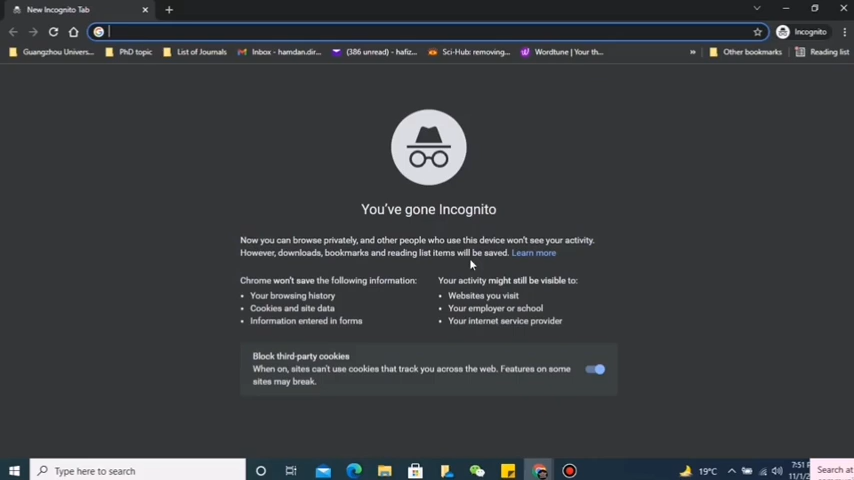 New Incognito Tab
Incognito
Guangzhou Univers... PhD topic List of Journals Inbox - hamdan.dir... (386 unread) - hafiz... Sci-Hub: removing... Wordtune | Your th... » Other bookmarks Reading list
You've gone Incognito
Now you can browse privately, and other people who use this device won't see your activity.
However, downloads, bookmarks and reading list items will be saved. Learn more
Chrome won't save the following information:
• Your browsing history
• Cookies and site data
• Information entered in forms
Your activity might still be visible to:
• Websites you visit
• Your employer or school
• Your internet service provider
Block third-party cookies
When on, sites can't use cookies that track you across the web. Features on some
sites may break.
Type here to search
19°C
7:51
11/1/2
Search at